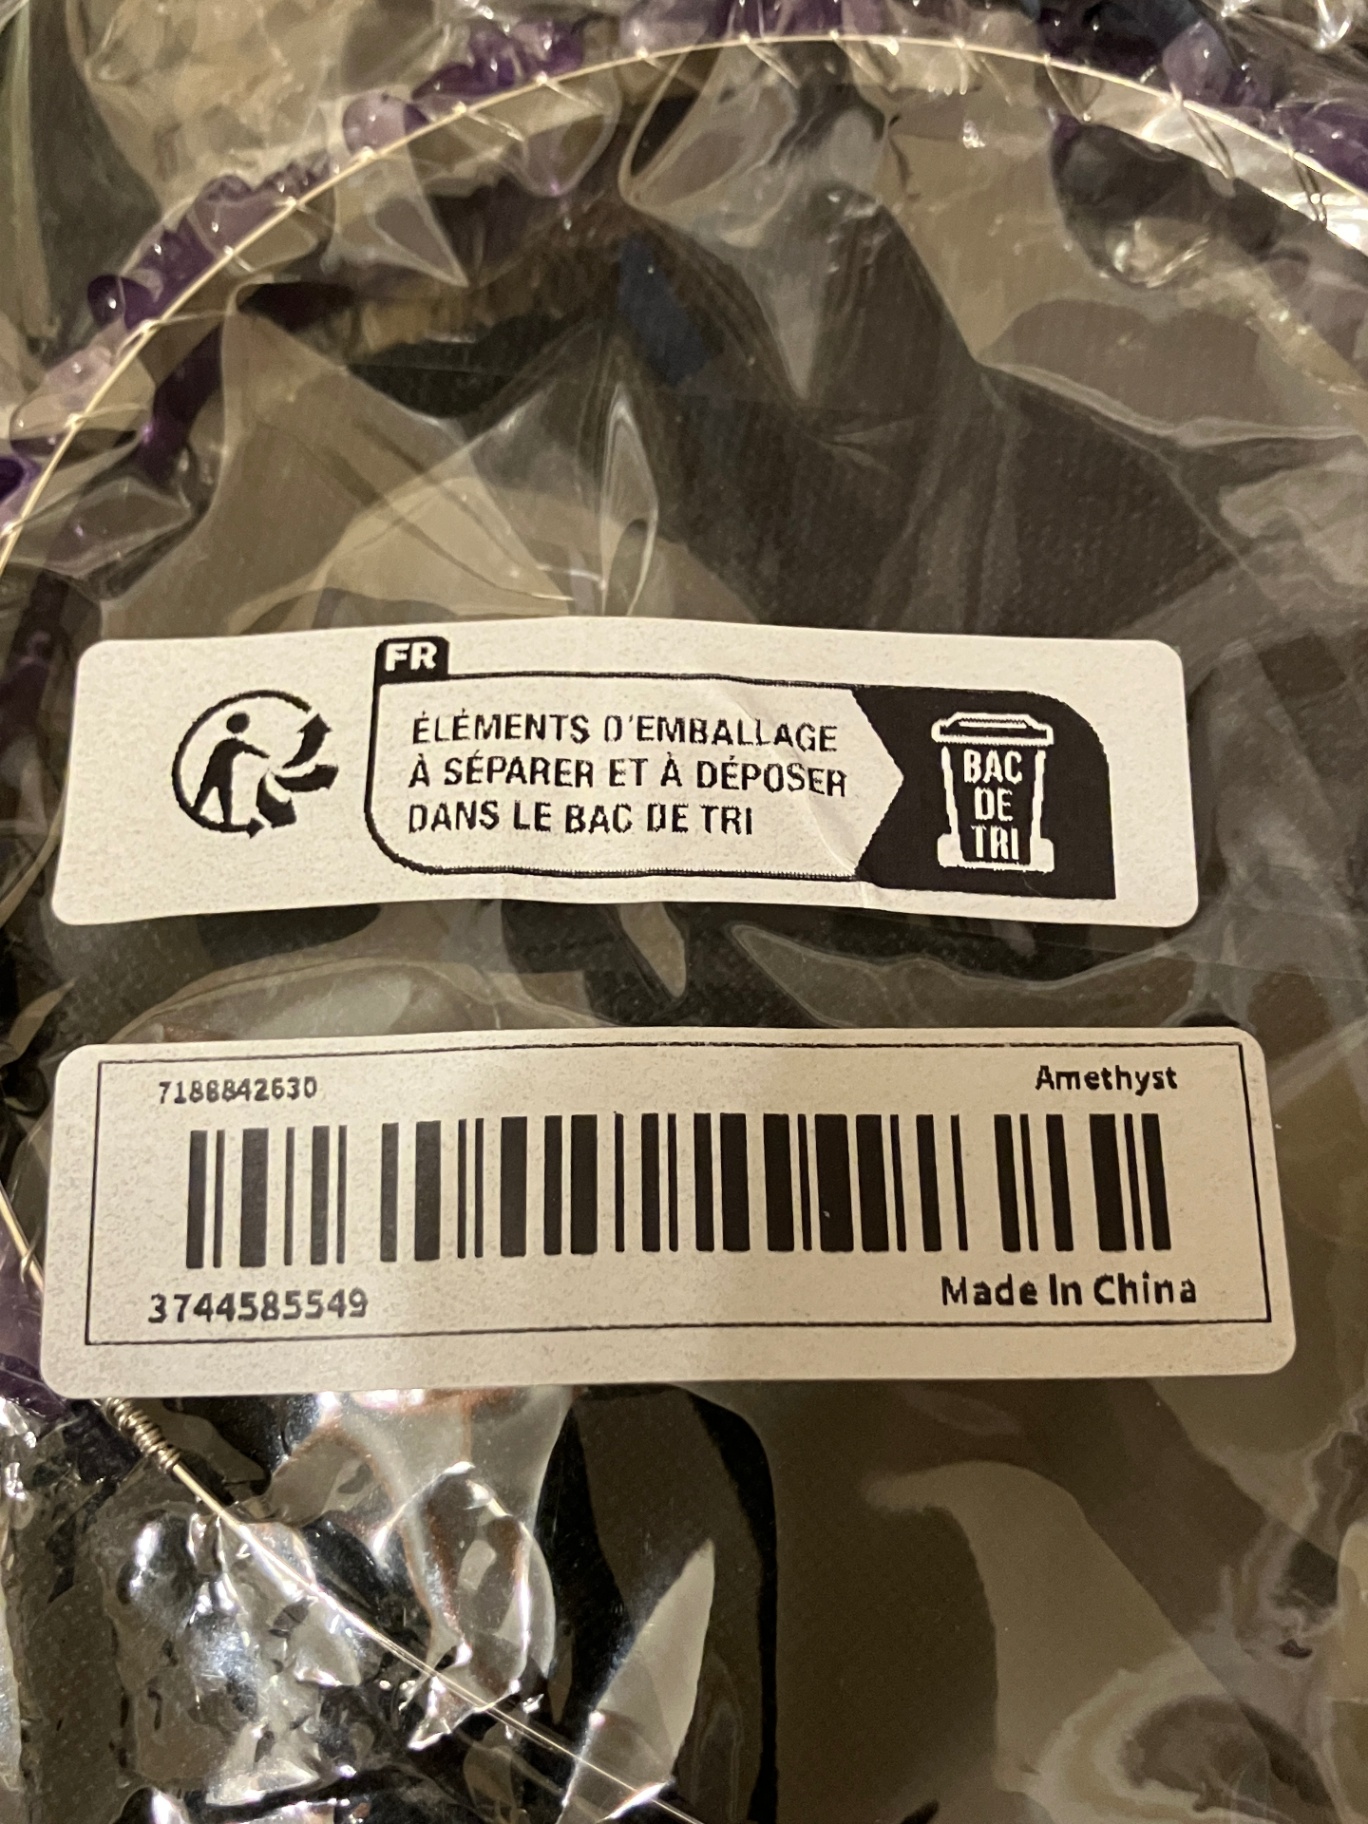 FR
ÉLÉMENTS D'EMBALLAGE
À SÉPARER ET À DÉPOSER
DANS LE BAC DE TRI
BAC
DE
TRI
7188842630
Amethyst
3744585549
Made In China